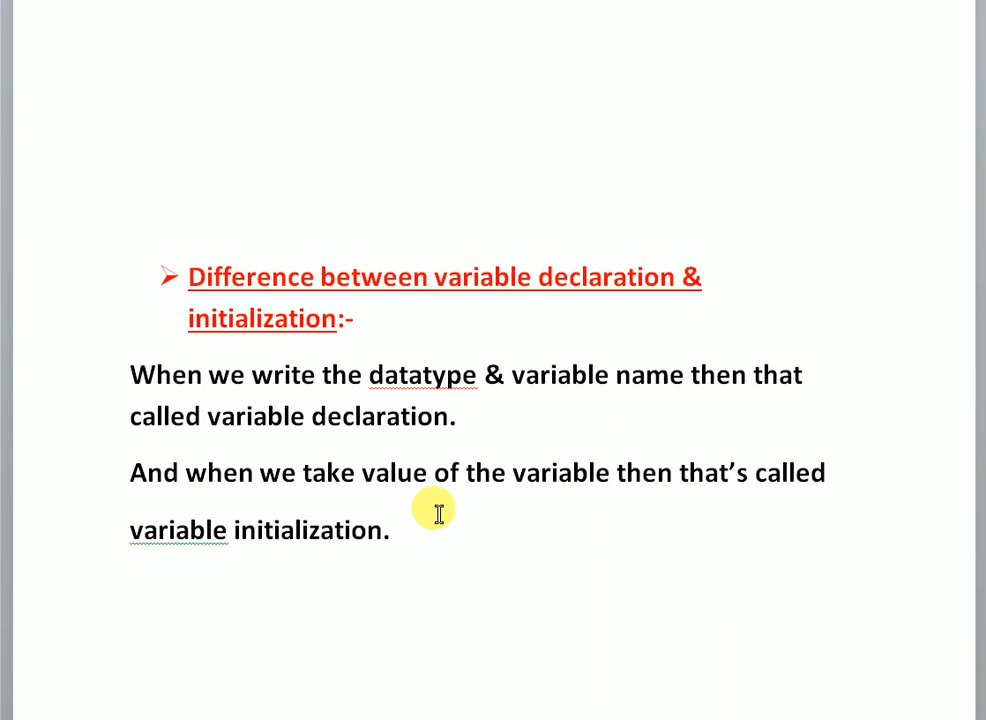 ➢ Difference between variable declaration &
initialization:-
When we write the datatype & variable name then that
called variable declaration.
And when we take value of the variable then that’s called
variable initialization.